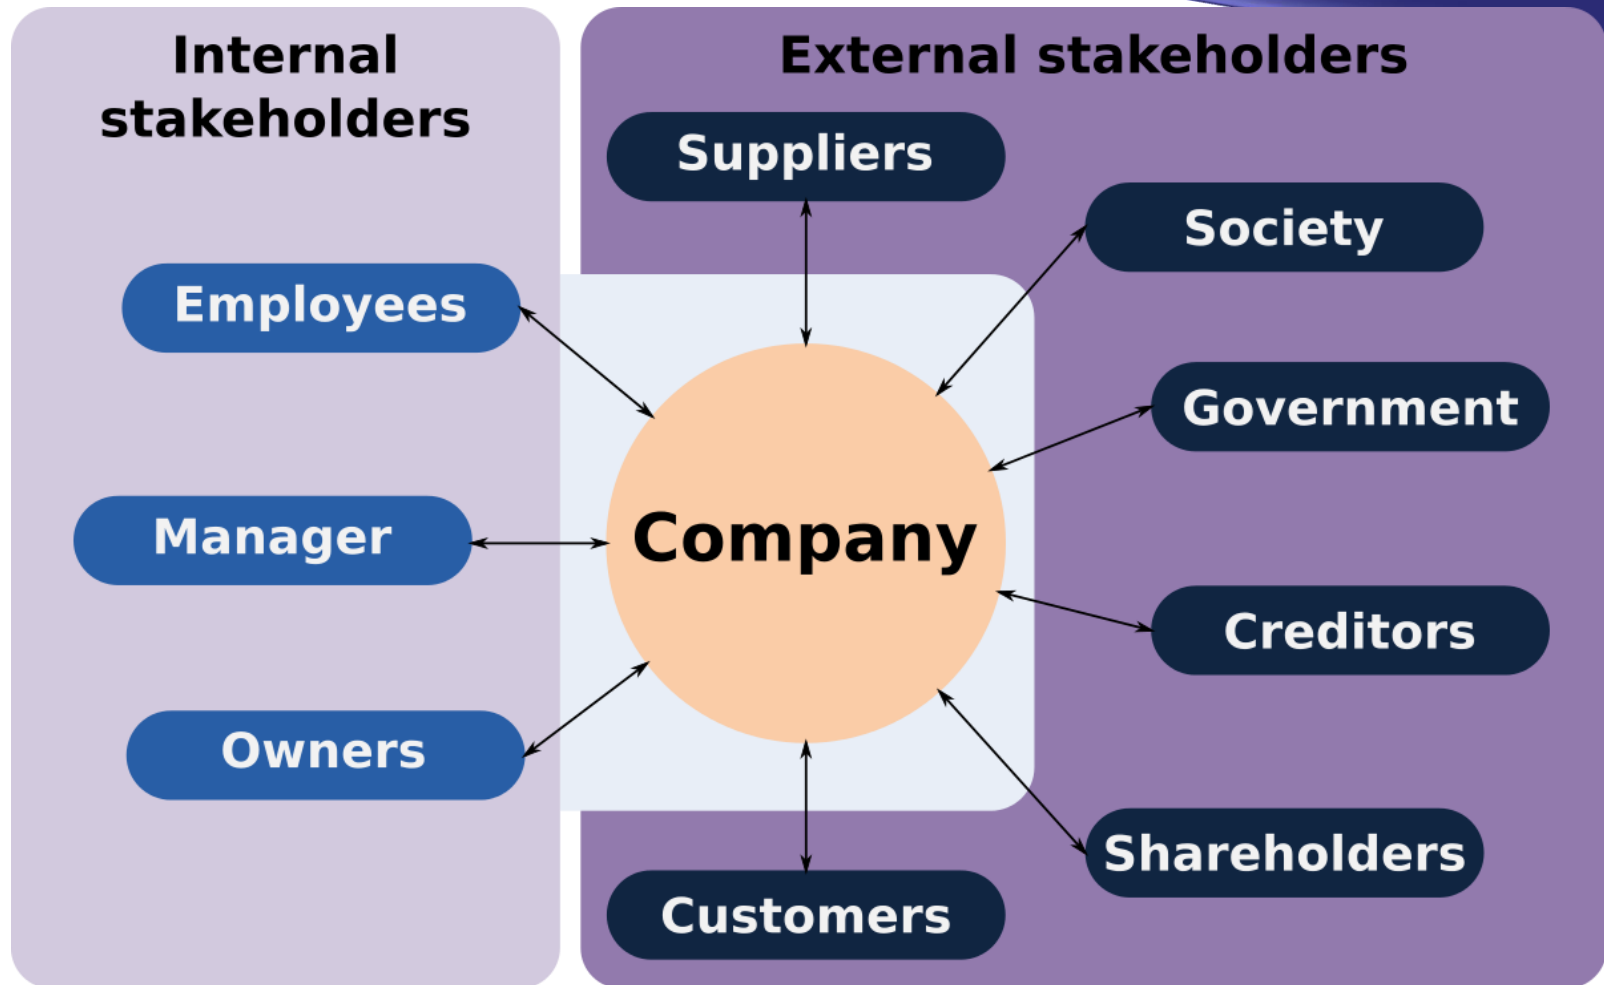 Internal
stakeholders
External stakeholders
Suppliers
Society
Employees
Government
Manager
Company
Creditors
Owners
Shareholders
Customers